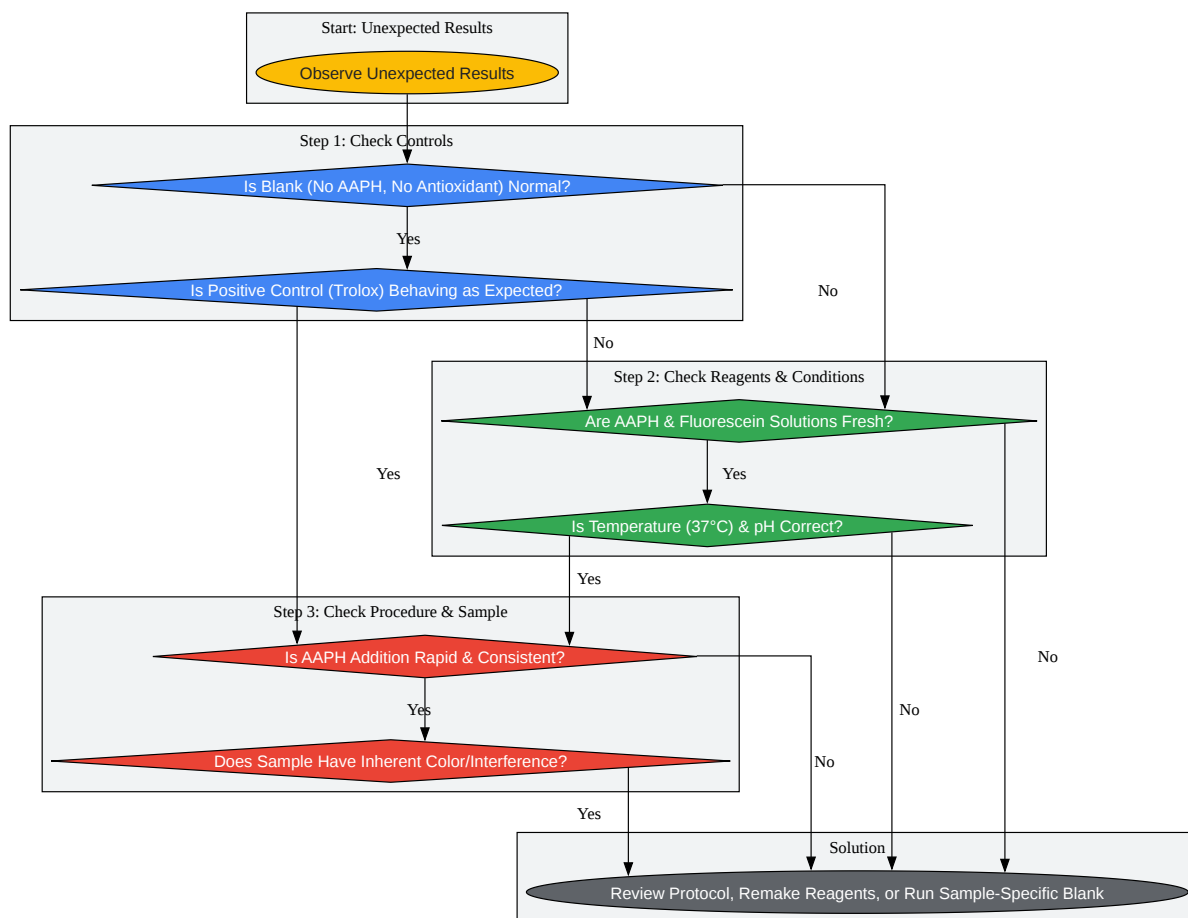 Start: Unexpected Results
Observe Unexpected Results
Step 1: Check Controls
Is Blank (No AAPH, No Antioxidant) Normal?
Yes
Is Positive Control (Trolox) Behaving as Expected?
No
No
Step 2: Check Reagents & Conditions
Are AAPH & Fluorescein Solutions Fresh?
Yes
Yes
Is Temperature (37°C) & pH Correct?
Yes
Step 3: Check Procedure & Sample
Is AAPH Addition Rapid & Consistent?
No
Yes
No
Does Sample Have Inherent Color/Interference?
No
Yes
Solution
Review Protocol, Remake Reagents, or Run Sample-Specific Blank